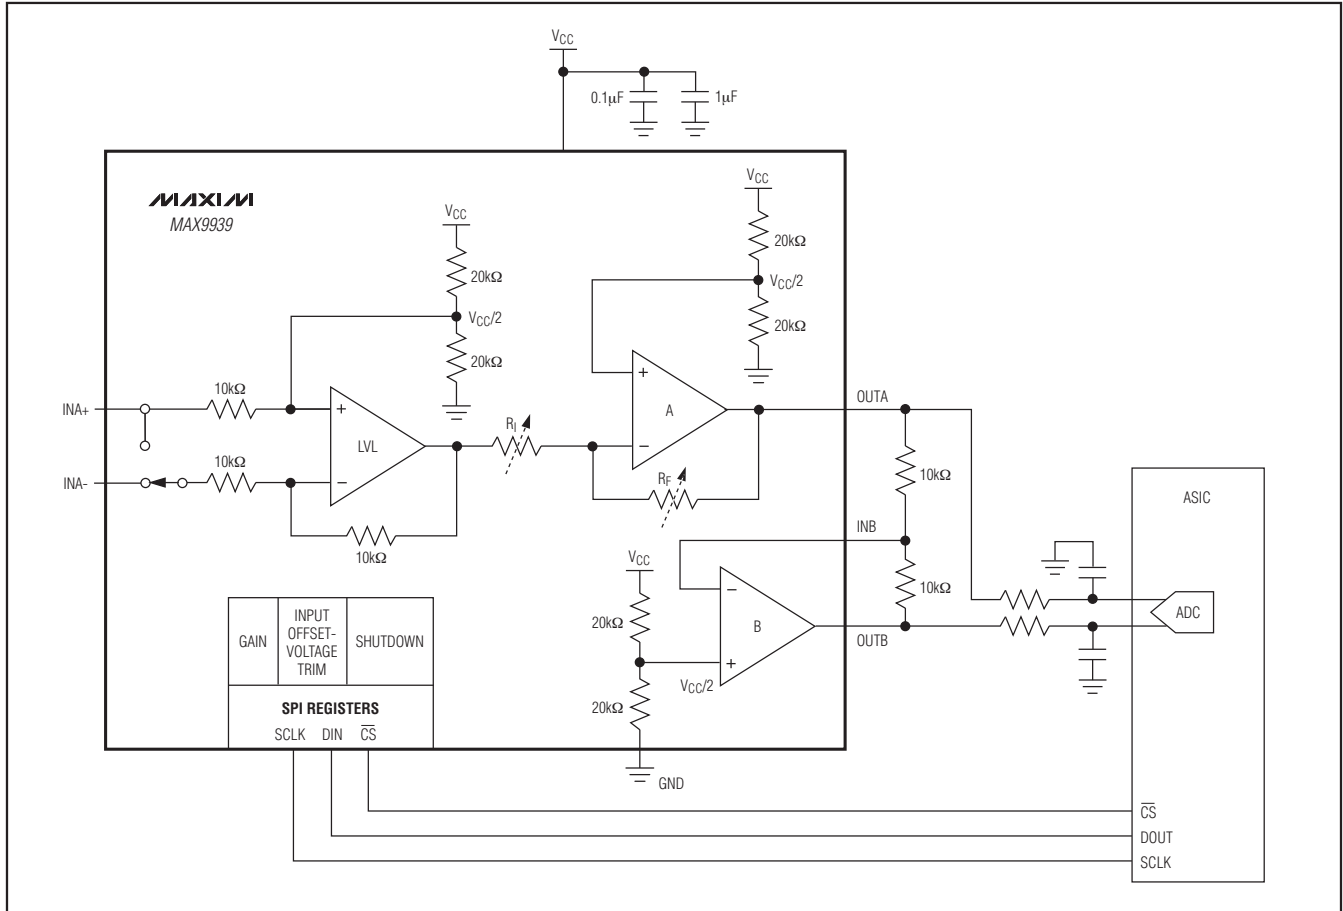 VCC
0.1μF
1μF
MAXIM
MAX9939
VCC
20kΩ
VCC/2
20kΩ
VCC
20kΩ
VCC/2
20kΩ
INA+
10kΩ
+
LVL
-
INA-
10kΩ
10kΩ
RI
+
A
-
RF
OUTA
10kΩ
INB
10kΩ
OUTB
VCC
20kΩ
20kΩ
VCC/2
-
B
+
GND
ASIC
ADC
GAIN
INPUT
OFFSET-
VOLTAGE
TRIM
SHUTDOWN
SPI REGISTERS
SCLK DIN C̅S̅
C̅S̅
DOUT
SCLK